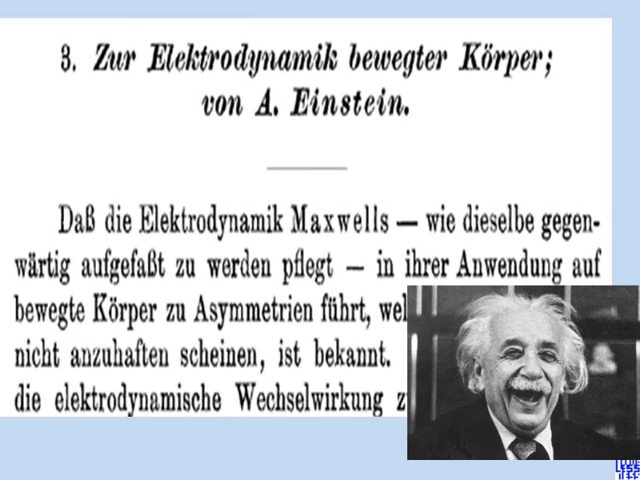 3. Zur Elektrodynamik bewegter Körper;
von A. Einstein.
Daß die Elektrodynamik Maxwells — wie dieselbe gegen-
wärtig aufgefaßt zu werden pflegt — in ihrer Anwendung auf
bewegte Körper zu Asymmetrien führt,
nicht anzuhaften scheinen, ist bekannt.
die elektrodynamische Wechselwirkung
LESS